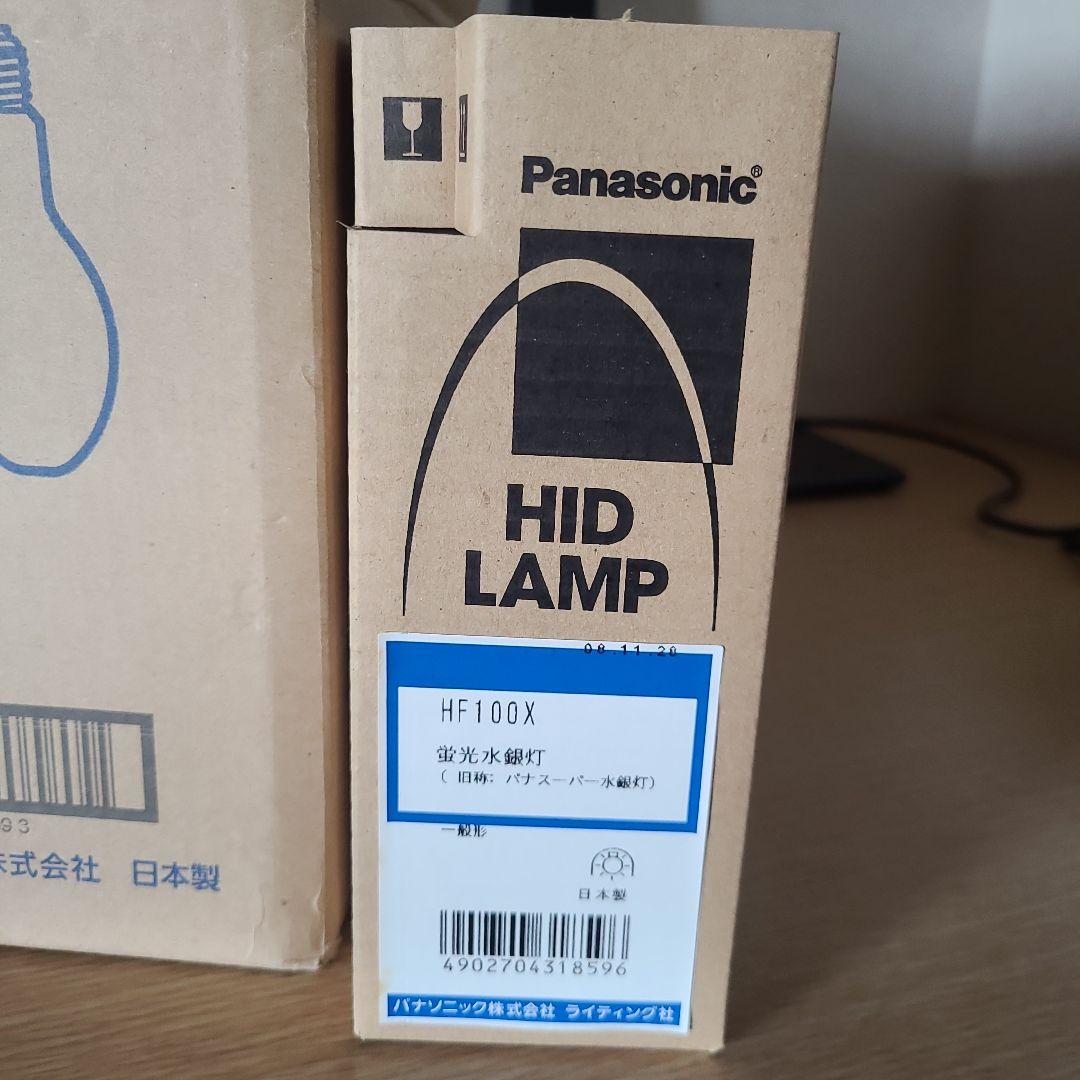 Panasonic®
HID
LAMP
08.11.28
HF100X
蛍光水銀灯
(旧称: パナスーパー水銀灯)
一般形
日本製
4902704318596
パナソニック株式会社 ライティング社
93
株式会社 日本製